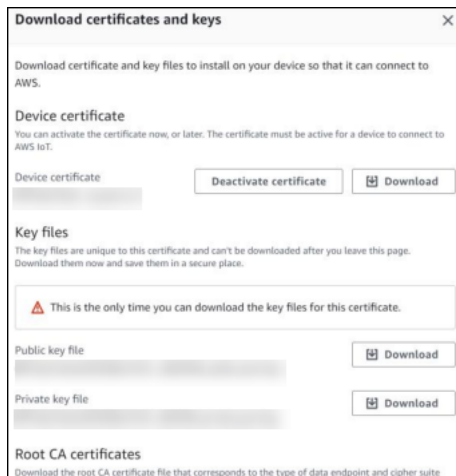 Download certificates and keys
Download certificate and key files to install on your device so that it can connect to
AWS.
Device certificate
You can activate the certificate now, or later. The certificate must be active for a device to connect to
AWS IoT.
Device certificate
Deactivate certificate
Download
Key files
The key files are unique to this certificate and can't be downloaded after you leave this page.
Download them now and save them in a secure place.
This is the only time you can download the key files for this certificate.
Public key file
Download
Private key file
Download
Root CA certificates
Download the root CA certificate file that corresponds to the type of data endpoint and cipher suite